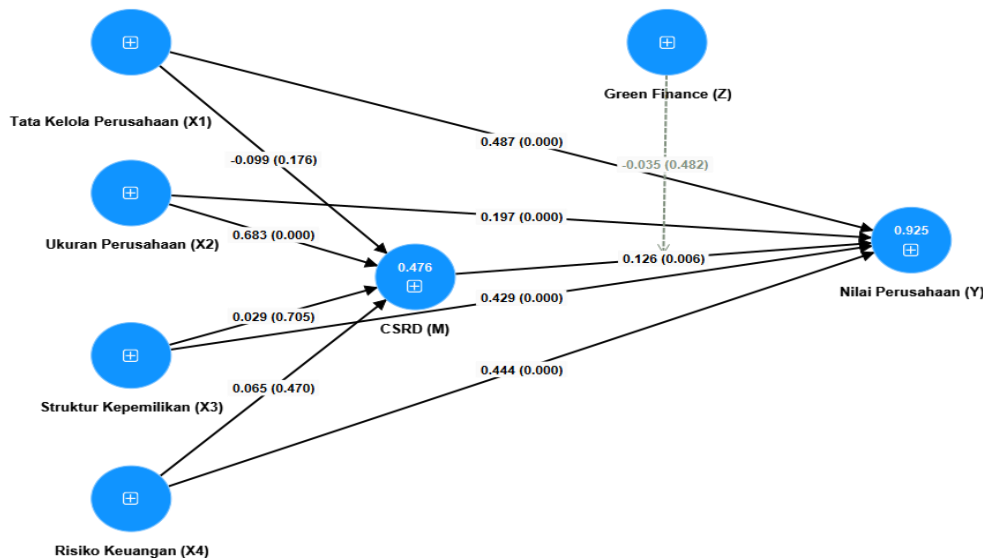 Tata Kelola Perusahaan (X1)
Green Finance (Z)
0.487 (0.000)
-0.099 (0.176)
-0.035 (0.482)
Ukuran Perusahaan (X2)
0.197 (0.000)
0.683 (0.000)
0.925
0.476
0.126 (0.006)
Nilai Perusahaan (Y)
0.429 (0.000)
0.029 (0.705)
CSRD (M)
0.065 (0.470)
0.444 (0.000)
Struktur Kepemilikan (X3)
Risiko Keuangan (X4)